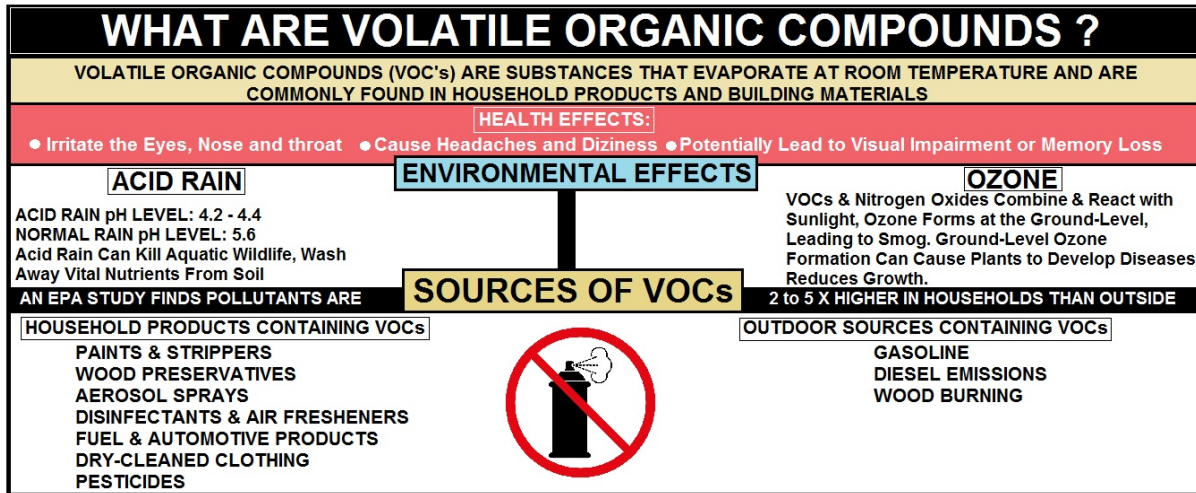 WHAT ARE VOLATILE ORGANIC COMPOUNDS ?
VOLATILE ORGANIC COMPOUNDS (VOC's) ARE SUBSTANCES THAT EVAPORATE AT ROOM TEMPERATURE AND ARE
COMMONLY FOUND IN HOUSEHOLD PRODUCTS AND BUILDING MATERIALS
HEALTH EFFECTS:
● Irritate the Eyes, Nose and throat ● Cause Headaches and Diziness ● Potentially Lead to Visual Impairment or Memory Loss
ENVIRONMENTAL EFFECTS
ACID RAIN
ACID RAIN pH LEVEL: 4.2 - 4.4
NORMAL RAIN pH LEVEL: 5.6
Acid Rain Can Kill Aquatic Wildlife, Wash
Away Vital Nutrients From Soil
OZONE
VOCs & Nitrogen Oxides Combine & React with
Sunlight, Ozone Forms at the Ground-Level,
Leading to Smog. Ground-Level Ozone
Formation Can Cause Plants to Develop Diseases
Reduces Growth.
SOURCES OF VOCs
AN EPA STUDY FINDS POLLUTANTS ARE
2 to 5 X HIGHER IN HOUSEHOLDS THAN OUTSIDE
HOUSEHOLD PRODUCTS CONTAINING VOCs
PAINTS & STRIPPERS
WOOD PRESERVATIVES
AEROSOL SPRAYS
DISINFECTANTS & AIR FRESHENERS
FUEL & AUTOMOTIVE PRODUCTS
DRY-CLEANED CLOTHING
PESTICIDES
OUTDOOR SOURCES CONTAINING VOCs
GASOLINE
DIESEL EMISSIONS
WOOD BURNING